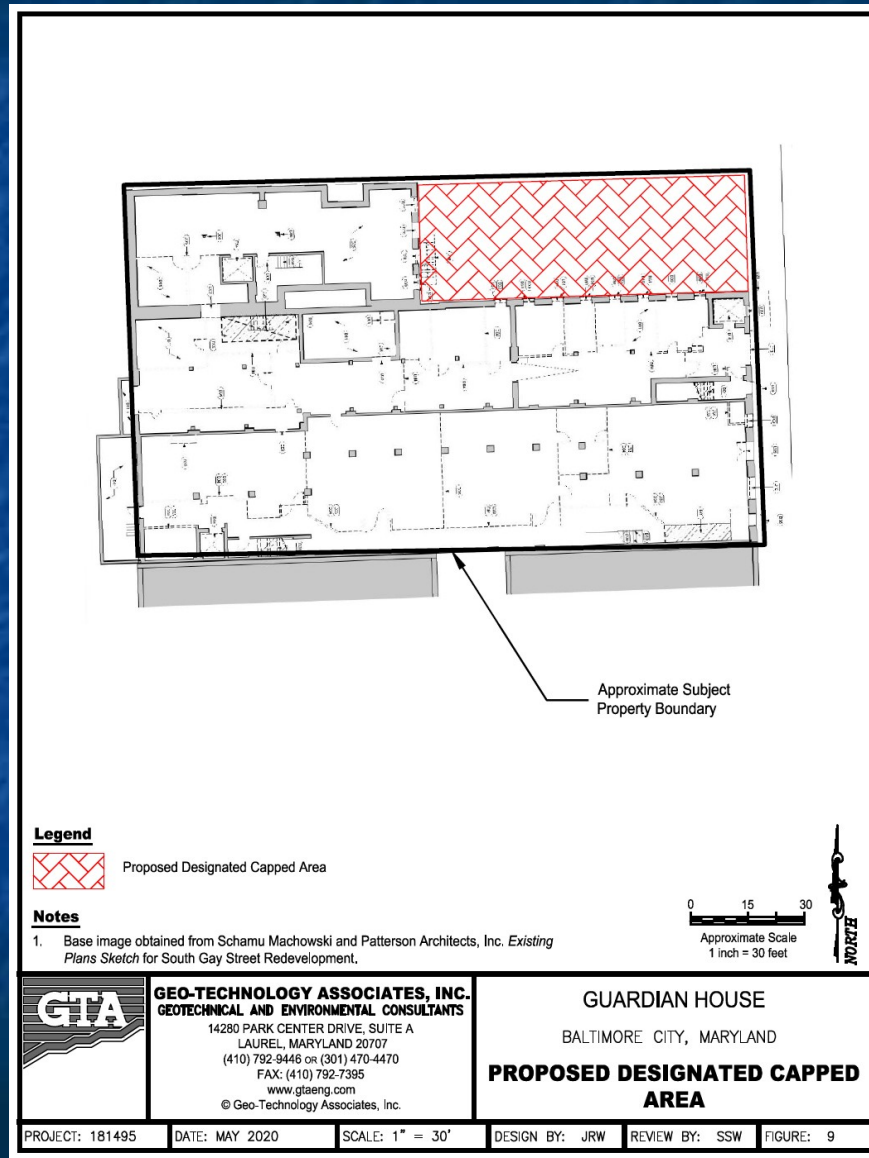 Approximate Subject
Property Boundary
Legend
Proposed Designated Capped Area
Notes
1. Base image obtained from Schamu Machowski and Patterson Architects, Inc. Existing
Plans Sketch for South Gay Street Redevelopment.
0 15 30
Approximate Scale
1 inch = 30 feet
NORTH
GTA
GEO-TECHNOLOGY ASSOCIATES, INC.
GEOTECHNICAL AND ENVIRONMENTAL CONSULTANTS
14280 PARK CENTER DRIVE, SUITE A
LAUREL, MARYLAND 20707
(410) 792-9446 OR (301) 470-4470
FAX: (410) 792-7395
www.gtaeng.com
© Geo-Technology Associates, Inc.
GUARDIAN HOUSE
BALTIMORE CITY, MARYLAND
PROPOSED DESIGNATED CAPPED
AREA
PROJECT: 181495
DATE: MAY 2020
SCALE: 1" = 30'
DESIGN BY: JRW
REVIEW BY: SSW
FIGURE: 9